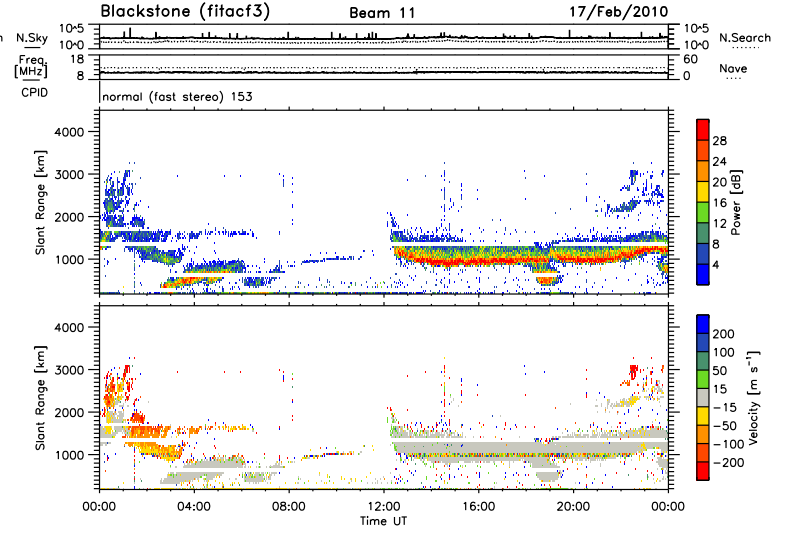 Blackstone (fitacf3) Beam 11 17/Feb/2010
N.Sky 10^5 10^5 N.Search
10^0 10^0
Freq. 18 60
[MHz] 8 0 Nave
CPID normal (fast stereo) 153
4000
3000
2000
1000
Slant Range [km]
28
24
20
16
12
8
4
Power [dB]
4000
3000
2000
1000
Slant Range [km]
200
100
50
15
-15
-50
-100
-200
Velocity [m s⁻¹]
00:00 04:00 08:00 12:00 16:00 20:00 00:00
Time UT